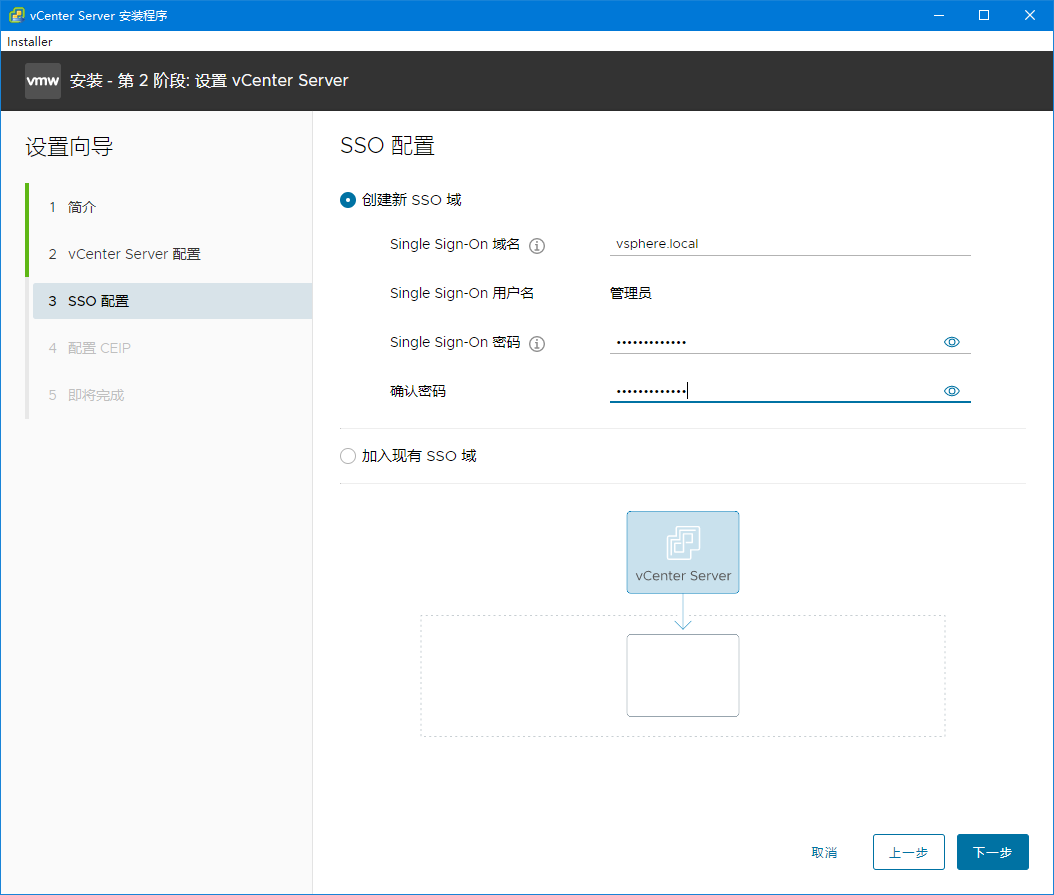 vCenter Server 安装程序
Installer
vmw 安装 - 第 2 阶段: 设置 vCenter Server
设置向导
1 简介
2 vCenter Server 配置
3 SSO 配置
4 配置 CEIP
5 即将完成
SSO 配置
创建新 SSO 域
Single Sign-On 域名 vsphere.local
Single Sign-On 用户名 管理员
Single Sign-On 密码 •••••••••••••
确认密码 •••••••••••••
加入现有 SSO 域
vCenter Server
取消 上一步 下一步